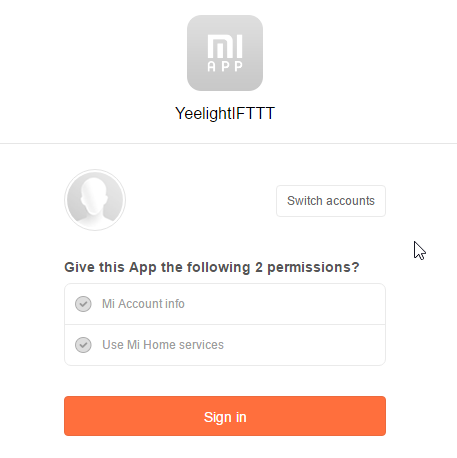 mi
APP
YeelightIFTTT
Switch accounts
Give this App the following 2 permissions?
Mi Account info
Use Mi Home services
Sign in